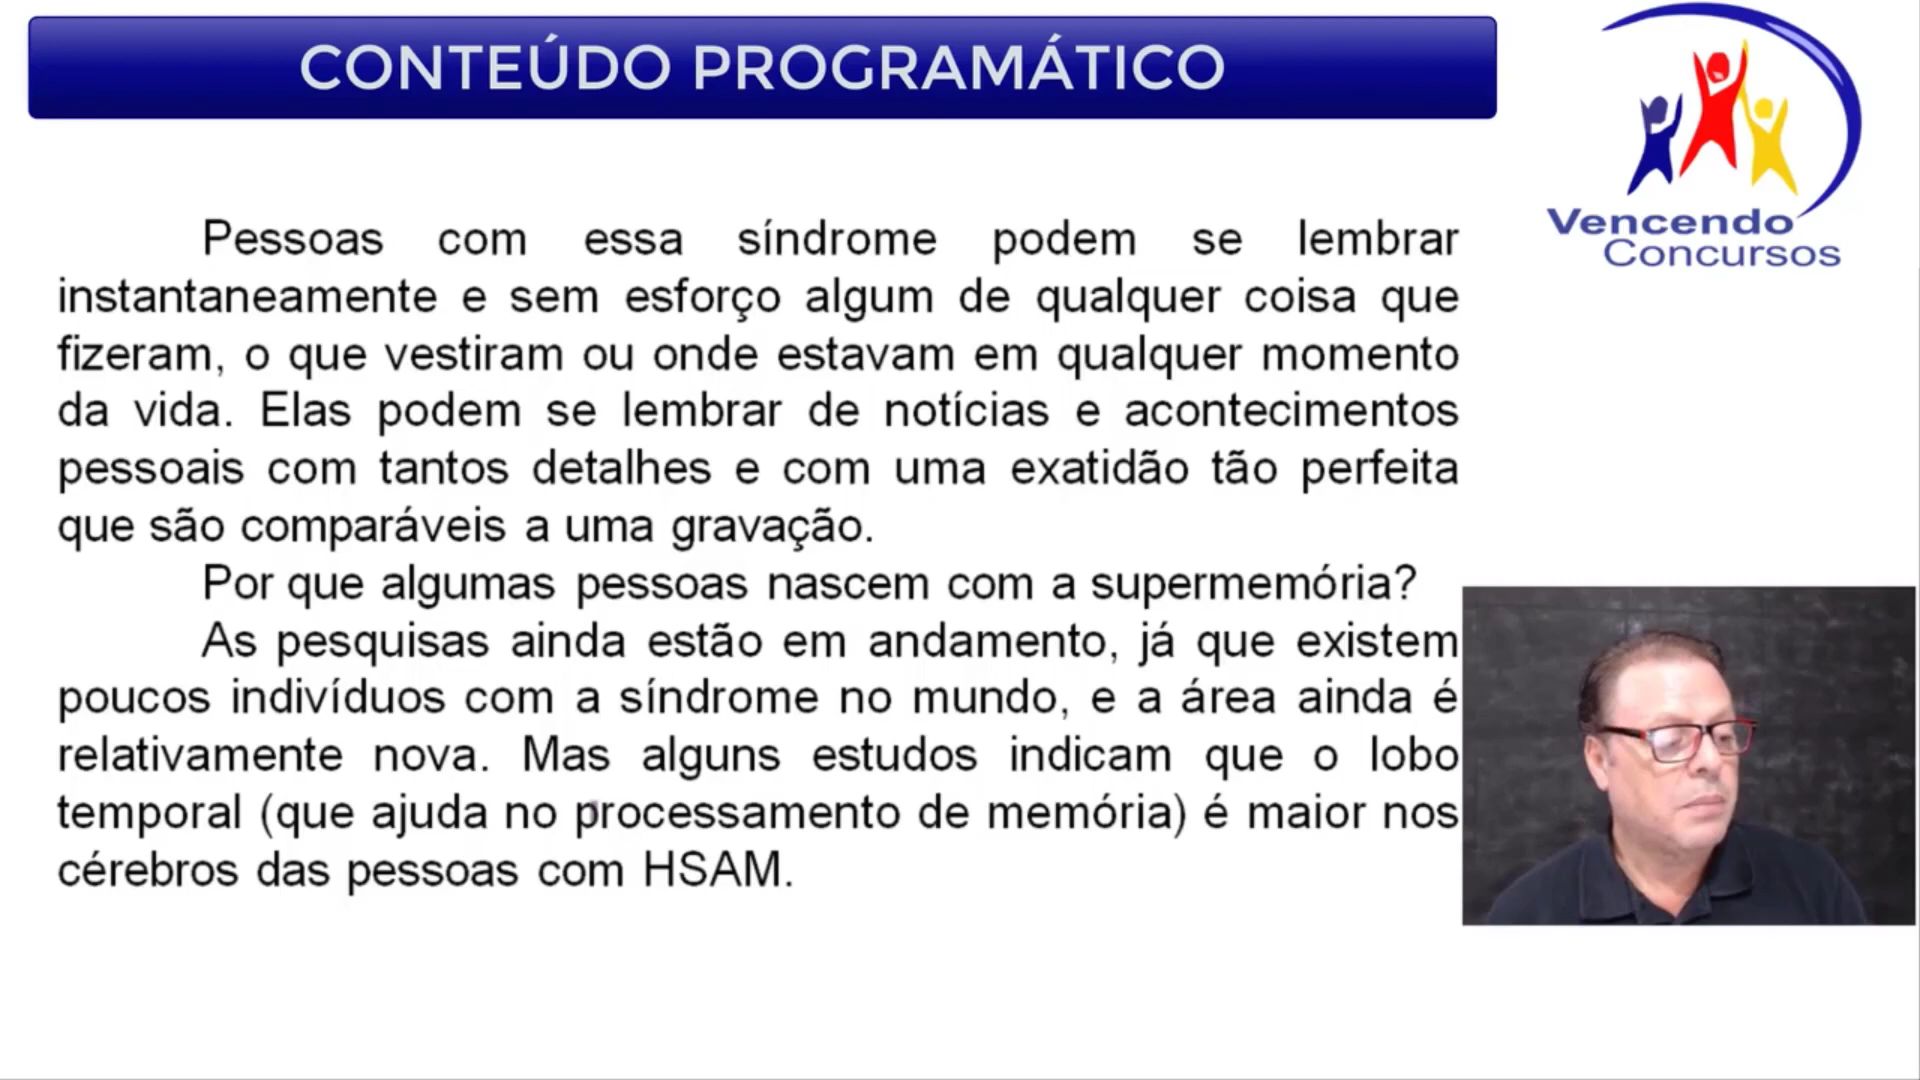 CONTEÚDO PROGRAMÁTICO
Vencendo
Concursos
Pessoas com essa síndrome podem se lembrar
instantaneamente e sem esforço algum de qualquer coisa que
fizeram, o que vestiram ou onde estavam em qualquer momento
da vida. Elas podem se lembrar de notícias e acontecimentos
pessoais com tantos detalhes e com uma exatidão tão perfeita
que são comparáveis a uma gravação.
Por que algumas pessoas nascem com a supermemória?
As pesquisas ainda estão em andamento, já que existem
poucos indivíduos com a síndrome no mundo, e a área ainda é
relativamente nova. Mas alguns estudos indicam que o lobo
temporal (que ajuda no processamento de memória) é maior nos
cérebros das pessoas com HSAM.